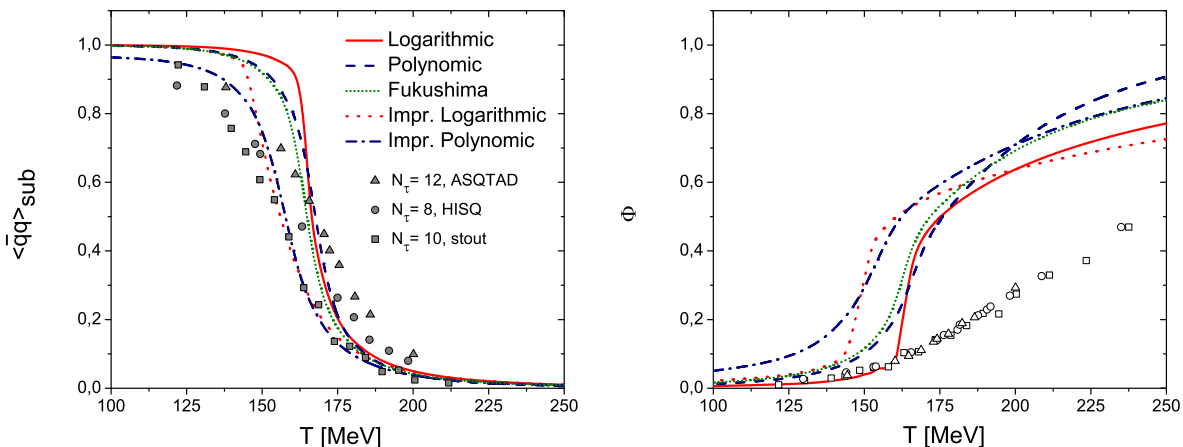 1,0
0,8
0,6
0,4
0,2
0,0
<q̄q>sub
100 125 150 175 200 225 250
T [MeV]
Logarithmic
Polynomic
Fukushima
Impr. Logarithmic
Impr. Polynomic
Nτ= 12, ASQTAD
Nτ= 8, HISQ
Nτ= 10, stout
1,0
0,8
0,6
0,4
0,2
0,0
Φ
100 125 150 175 200 225 250
T [MeV]